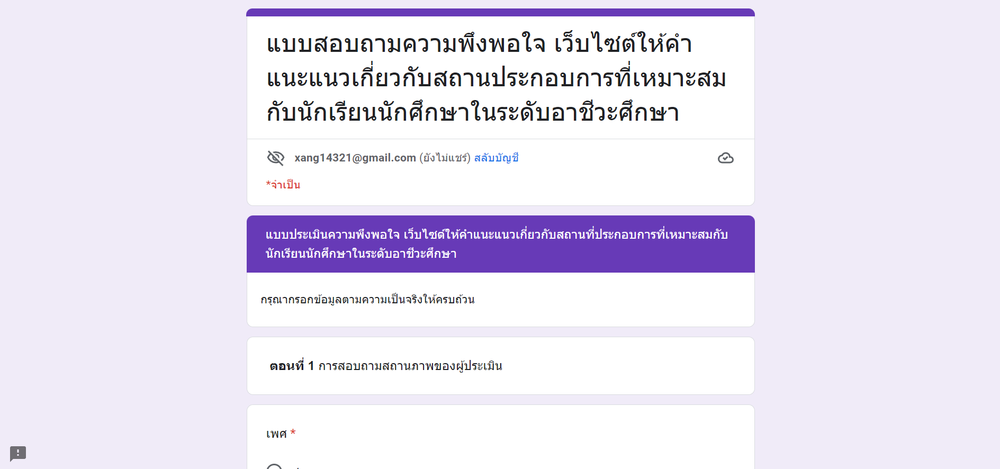 แบบสอบถามความพึงพอใจ เว็บไซต์ให้คำ
แนะแนวเกี่ยวกับสถานประกอบการที่เหมาะสม
กับนักเรียนนักศึกษาในระดับอาชีวะศึกษา
xang14321@gmail.com (ยังไม่แชร์) สลับบัญชี
*จำเป็น
แบบประเมินความพึงพอใจ เว็บไซต์ให้คำแนะแนวเกี่ยวกับสถานที่ประกอบการที่เหมาะสมกับ
นักเรียนนักศึกษาในระดับอาชีวะศึกษา
กรุณากรอกข้อมูลตามความเป็นจริงให้ครบถ้วน
ตอนที่ 1 การสอบถามสถานภาพของผู้ประเมิน
เพศ *